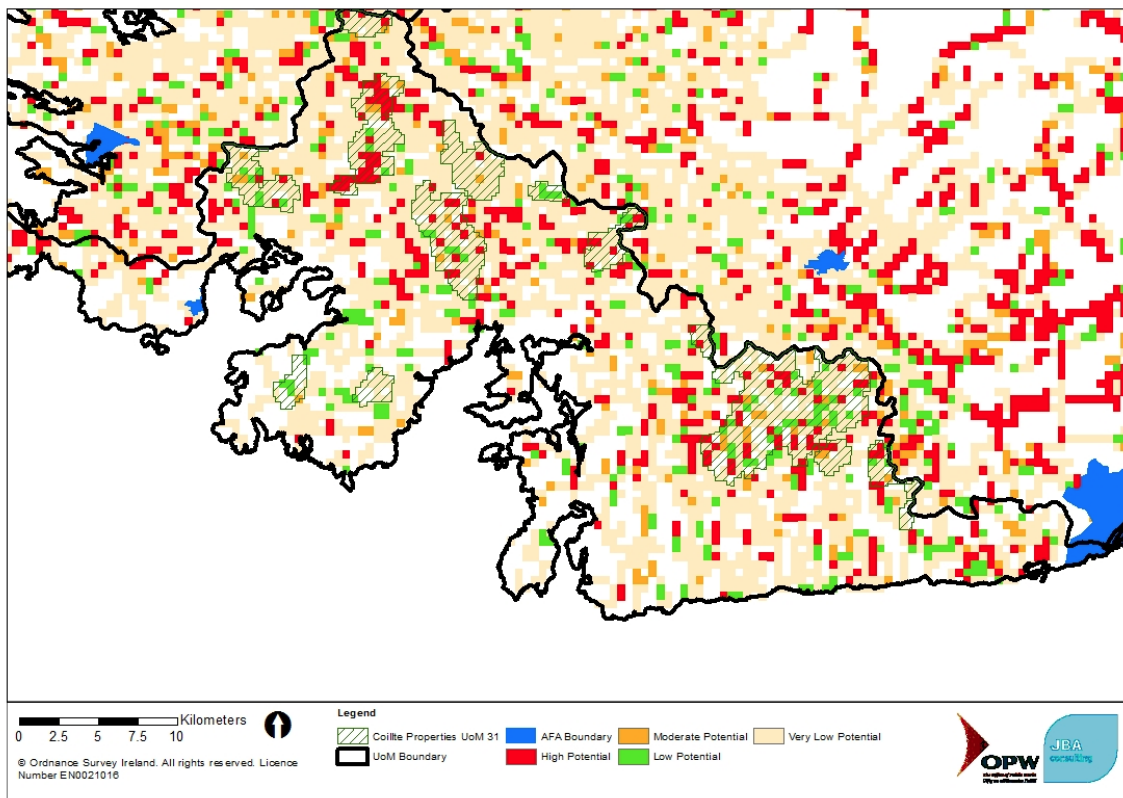 Legend
Coillte Properties UoM 31
AFA Boundary
Moderate Potential
Very Low Potential
UoM Boundary
High Potential
Low Potential
Kilometers
0 2.5 5 7.5 10
© Ordnance Survey Ireland. All rights reserved. Licence
Number EN0021016
OPW
JBA
consulting